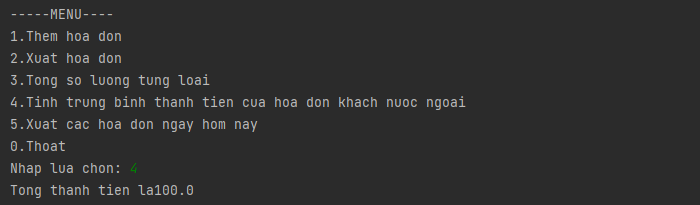 -----MENU----
1.Them hoa don
2.Xuat hoa don
3.Tong so luong tung loai
4.Tinh trung binh thanh tien cua hoa don khach nuoc ngoai
5.Xuat cac hoa don ngay hom nay
0.Thoat
Nhap lua chon: 4
Tong thanh tien la100.0